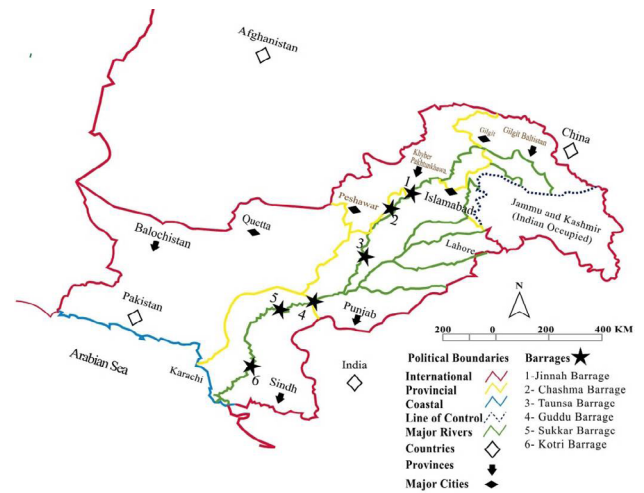 Afghanistan
China
Gilgit
Gilgit Baltistan
Khyber
Pakhtunkhawa
1
Islamabad
Peshawar
2
Jammu and Kashmir
(Indian Occupied)
Quetta
Balochistan
3
Lahore
Pakistan
5
4
Punjab
N
200 0 200 400 KM
Arabian Sea
Karachi
6
Sindh
India
Political Boundaries
International
Provincial
Coastal
Line of Control
Major Rivers
Countries
Provinces
Major Cities
Barrages
1-Jinnah Barrage
2- Chashma Barrage
3- Taunsa Barrage
4- Guddu Barrage
5- Sukkar Barrage
6- Kotri Barrage